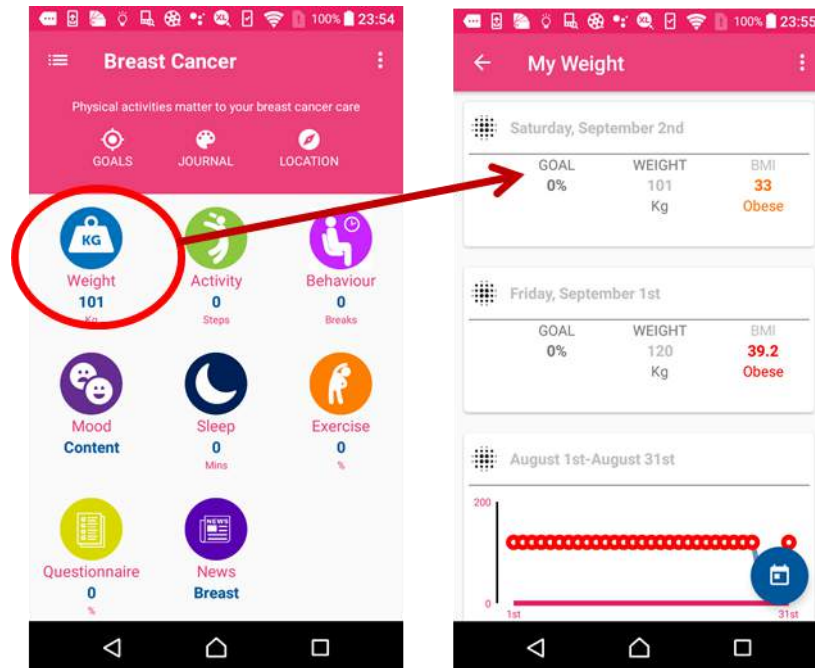 100% 23:54
Breast Cancer
Physical activities matter to your breast cancer care
GOALS JOURNAL LOCATION
KG
Weight Activity Behaviour
101 0 0
Kg Steps Breaks
Mood Sleep Exercise
Content 0 0
Mins %
NEWS
Questionnaire News
0 Breast
%
XL 100% 23:55
My Weight
Saturday, September 2nd
GOAL WEIGHT BMI
0% 101 33
Kg Obese
Friday, September 1st
GOAL WEIGHT BMI
0% 120 39.2
Kg Obese
August 1st-August 31st
200
0
1st 31st